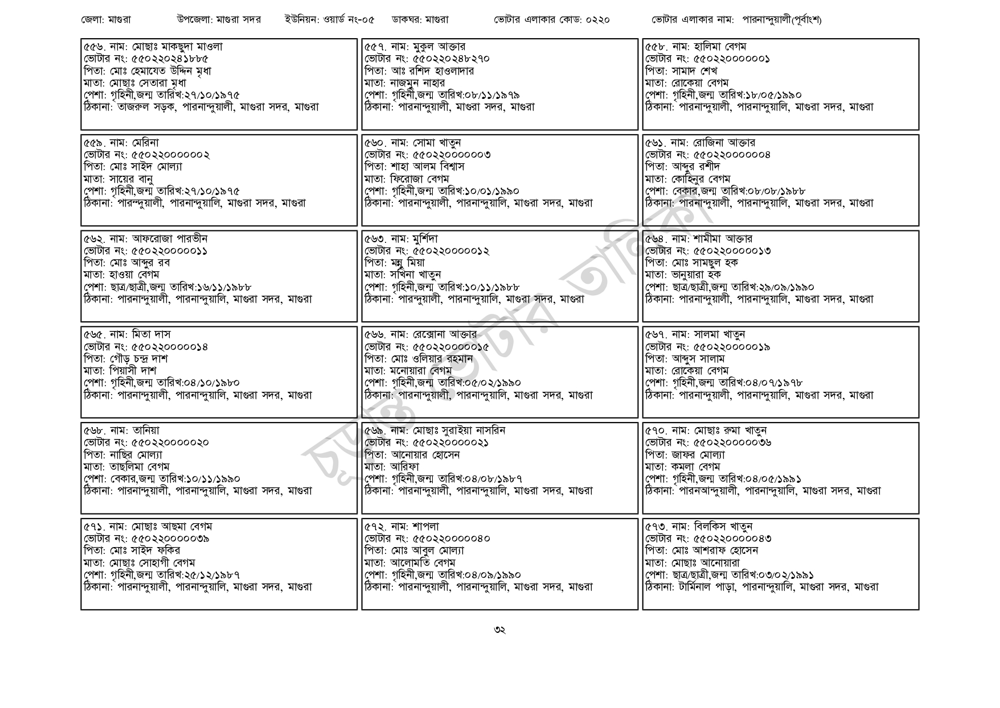 জেলা: মাগুরা উপজেলা: মাগুরা সদর ইউনিয়ন: ওয়ার্ড নং-০৫ ডাকঘর: মাগুরা ভোটার এলাকার কোড: ০২২০ ভোটার এলাকার নাম: পারনান্দুয়ালী(পূর্বাংশ)
৫৫৬. নাম: মোছাঃ মাকছুদা মাওলা
ভোটার নং: ৫৫০২২০২৪১৮৮৫
পিতা: মোঃ হেমাযেত উদ্দিন মৃধা
মাতা: মোছাঃ সেতারা মৃধা
পেশা: গৃহিনী,জন্ম তারিখ:২৭/১০/১৯৭৫
ঠিকানা: তাজরুল সড়ক, পারনান্দুয়ালী, মাগুরা সদর, মাগুরা
৫৫৭. নাম: মুকুল আক্তার
ভোটার নং: ৫৫০২২০২৪৮২৭০
পিতা: আঃ রশিদ হাওলাদার
মাতা: নাজমুন নাহার
পেশা: গৃহিনী,জন্ম তারিখ:০৮/১১/১৯৭৯
ঠিকানা: পারনান্দুয়ালী, মাগুরা সদর, মাগুরা
৫৫৮. নাম: হালিমা বেগম
ভোটার নং: ৫৫০২২০০০০০০১
পিতা: সামাদ শেখ
মাতা: রোকেয়া বেগম
পেশা: গৃহিনী,জন্ম তারিখ:১৮/০৫/১৯৯০
ঠিকানা: পারনান্দুয়ালী, পারনান্দুয়ালি, মাগুরা সদর, মাগুরা
৫৫৯. নাম: মেরিনা
ভোটার নং: ৫৫০২২০০০০০০২
পিতা: মোঃ সাইদ মোল্যা
মাতা: সায়ের বানু
পেশা: গৃহিনী,জন্ম তারিখ:২৭/১০/১৯৭৫
ঠিকানা: পারন্দুয়ালী, পারনান্দুয়ালি, মাগুরা সদর, মাগুরা
৫৬০. নাম: সোমা খাতুন
ভোটার নং: ৫৫০২২০০০০০০৩
পিতা: শাহা আলম বিশ্বাস
মাতা: ফিরোজা বেগম
পেশা: গৃহিনী,জন্ম তারিখ:১০/০১/১৯৯০
ঠিকানা: পারনান্দুয়ালী, পারনান্দুয়ালি, মাগুরা সদর, মাগুরা
৫৬১. নাম: রোজিনা আক্তার
ভোটার নং: ৫৫০২২০০০০০০৪
পিতা: আব্দুর রশীদ
মাতা: কোহিনুর বেগম
পেশা: বেকার,জন্ম তারিখ:০৮/০৮/১৯৮৮
ঠিকানা: পারনান্দুয়ালী, পারনান্দুয়ালি, মাগুরা সদর, মাগুরা
৫৬২. নাম: আফরোজা পারভীন
ভোটার নং: ৫৫০২২০০০০০১১
পিতা: মোঃ আব্দুর রব
মাতা: হাওয়া বেগম
পেশা: ছাত্র/ছাত্রী,জন্ম তারিখ:১৬/১১/১৯৮৮
ঠিকানা: পারনান্দুয়ালী, পারনান্দুয়ালি, মাগুরা সদর, মাগুরা
৫৬৩. নাম: মুর্শিদা
ভোটার নং: ৫৫০২২০০০০০১২
পিতা: মন্নু মিয়া
মাতা: সখিনা খাতুন
পেশা: গৃহিনী,জন্ম তারিখ:১০/১১/১৯৮৮
ঠিকানা: পারন্দুয়ালী, পারনান্দুয়ালি, মাগুরা সদর, মাগুরা
৫৬৪. নাম: শামীমা আক্তার
ভোটার নং: ৫৫০২২০০০০০১৩
পিতা: মোঃ সামছুল হক
মাতা: ভানুয়ারা হক
পেশা: ছাত্র/ছাত্রী,জন্ম তারিখ:২৯/০৯/১৯৯০
ঠিকানা: পারনান্দুয়ালী, পারনান্দুয়ালি, মাগুরা সদর, মাগুরা
৫৬৫. নাম: মিতা দাস
ভোটার নং: ৫৫০২২০০০০০১৪
পিতা: গৌড় চন্দ্র দাশ
মাতা: পিয়াসী দাশ
পেশা: গৃহিনী,জন্ম তারিখ:০৪/১০/১৯৮০
ঠিকানা: পারনান্দুয়ালী, পারনান্দুয়ালি, মাগুরা সদর, মাগুরা
৫৬৬. নাম: রেক্সোনা আক্তার
ভোটার নং: ৫৫০২২০০০০০১৫
পিতা: মোঃ ওলিয়ার রহমান
মাতা: মনোয়ারা বেগম
পেশা: গৃহিনী,জন্ম তারিখ:০৫/০২/১৯৯০
ঠিকানা: পারনান্দুয়ালী, পারনান্দুয়ালি, মাগুরা সদর, মাগুরা
৫৬৭. নাম: সালমা খাতুন
ভোটার নং: ৫৫০২২০০০০০১৯
পিতা: আব্দুস সালাম
মাতা: রোকেয়া বেগম
পেশা: গৃহিনী,জন্ম তারিখ:০৪/০৭/১৯৭৮
ঠিকানা: পারনান্দুয়ালী, পারনান্দুয়ালি, মাগুরা সদর, মাগুরা
৫৬৮. নাম: তানিয়া
ভোটার নং: ৫৫০২২০০০০০২০
পিতা: নাছির মোল্যা
মাতা: তাছলিমা বেগম
পেশা: বেকার,জন্ম তারিখ:১০/১১/১৯৯০
ঠিকানা: পারনান্দুয়ালী, পারনান্দুয়ালি, মাগুরা সদর, মাগুরা
৫৬৯. নাম: মোছাঃ সুরাইয়া নাসরিন
ভোটার নং: ৫৫০২২০০০০০২১
পিতা: আনোয়ার হোসেন
মাতা: আরিফা
পেশা: গৃহিনী,জন্ম তারিখ:০৪/০৮/১৯৮৭
ঠিকানা: পারনান্দুয়ালী, পারনান্দুয়ালি, মাগুরা সদর, মাগুরা
৫৭০. নাম: মোছাঃ রুমা খাতুন
ভোটার নং: ৫৫০২২০০০০০৩৬
পিতা: জাফর মোল্যা
মাতা: কমলা বেগম
পেশা: গৃহিনী,জন্ম তারিখ:০৪/০৫/১৯৯১
ঠিকানা: পারনআন্দুয়ালী, পারনান্দুয়ালি, মাগুরা সদর, মাগুরা
৫৭১. নাম: মোছাঃ আছমা বেগম
ভোটার নং: ৫৫০২২০০০০০৩৯
পিতা: মোঃ সাইদ ফকির
মাতা: মোছাঃ সোহাগী বেগম
পেশা: গৃহিনী,জন্ম তারিখ:২৫/১২/১৯৮৭
ঠিকানা: পারনান্দুয়ালী, পারনান্দুয়ালি, মাগুরা সদর, মাগুরা
৫৭২. নাম: শাপলা
ভোটার নং: ৫৫০২২০০০০০৪০
পিতা: মোঃ আবুল মোল্যা
মাতা: আলোমতি বেগম
পেশা: গৃহিনী,জন্ম তারিখ:০৪/০৯/১৯৯০
ঠিকানা: পারনান্দুয়ালী, পারনান্দুয়ালি, মাগুরা সদর, মাগুরা
৫৭৩. নাম: বিলকিস খাতুন
ভোটার নং: ৫৫০২২০০০০০৪৩
পিতা: মোঃ আশরাফ হোসেন
মাতা: মোছাঃ আনোয়ারা
পেশা: ছাত্র/ছাত্রী,জন্ম তারিখ:০৩/০২/১৯৯১
ঠিকানা: টার্মিনাল পাড়া, পারনান্দুয়ালি, মাগুরা সদর, মাগুরা
চূড়ান্ত ভোটার তালিকা
৩২